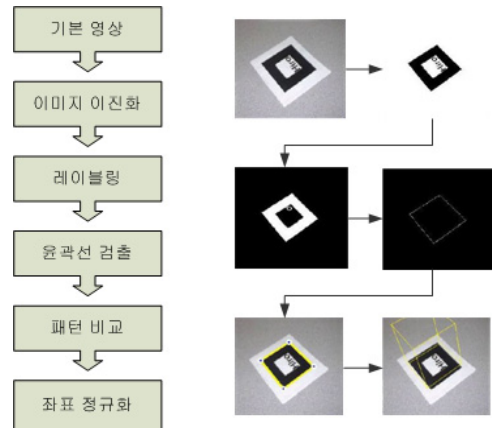 기본 영상
이미지 이진화
레이블링
윤곽선 검출
패턴 비교
좌표 정규화